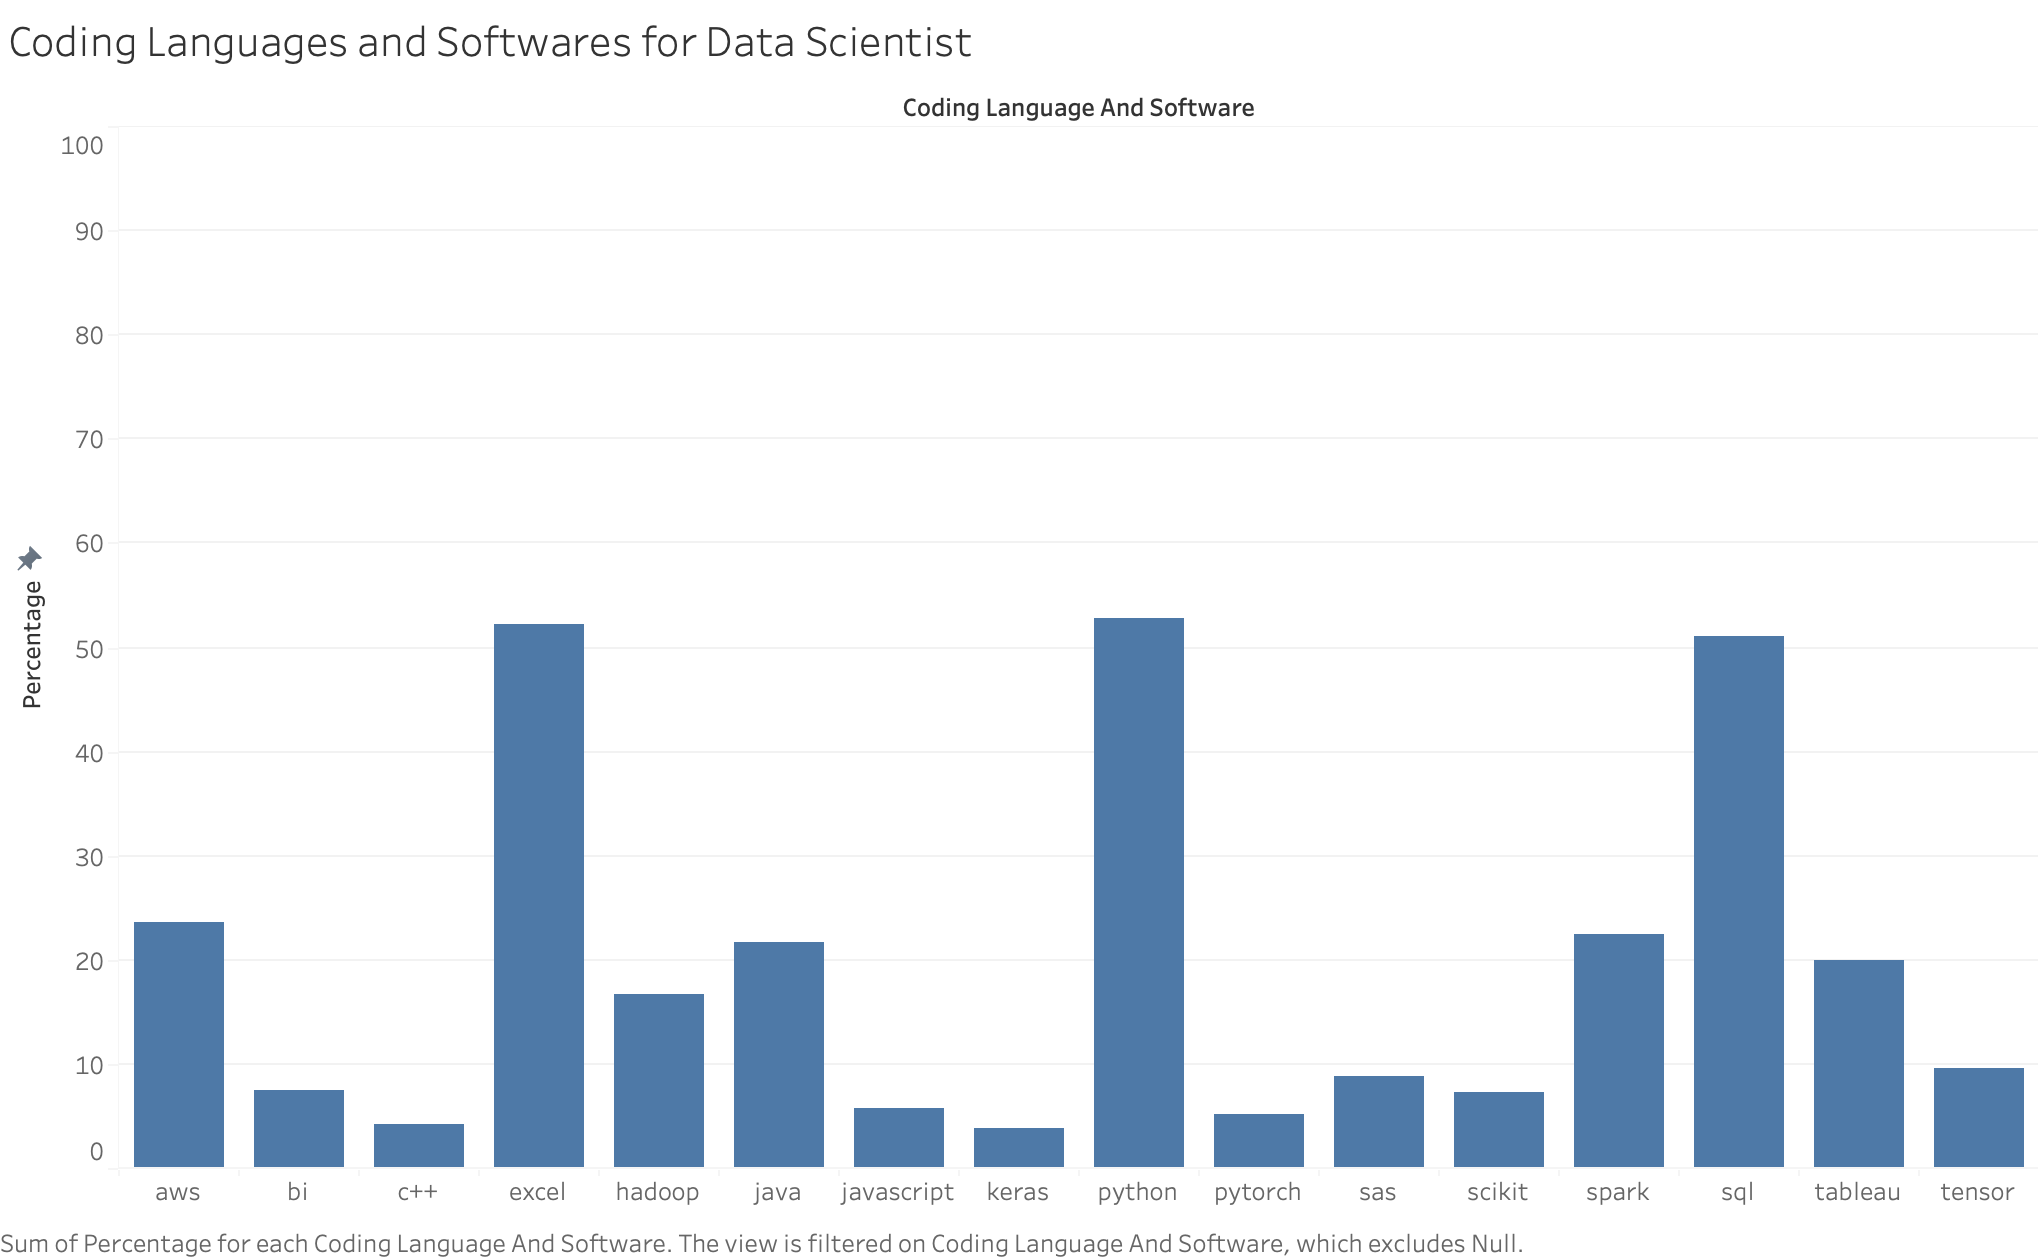 Coding Languages and Softwares for Data Scientist
Coding Language And Software
100
90
80
70
60
50
40
30
20
10
0
Percentage
aws bi c++ excel hadoop java javascript keras python pytorch sas scikit spark sql tableau tensor
Sum of Percentage for each Coding Language And Software. The view is filtered on Coding Language And Software, which excludes Null.